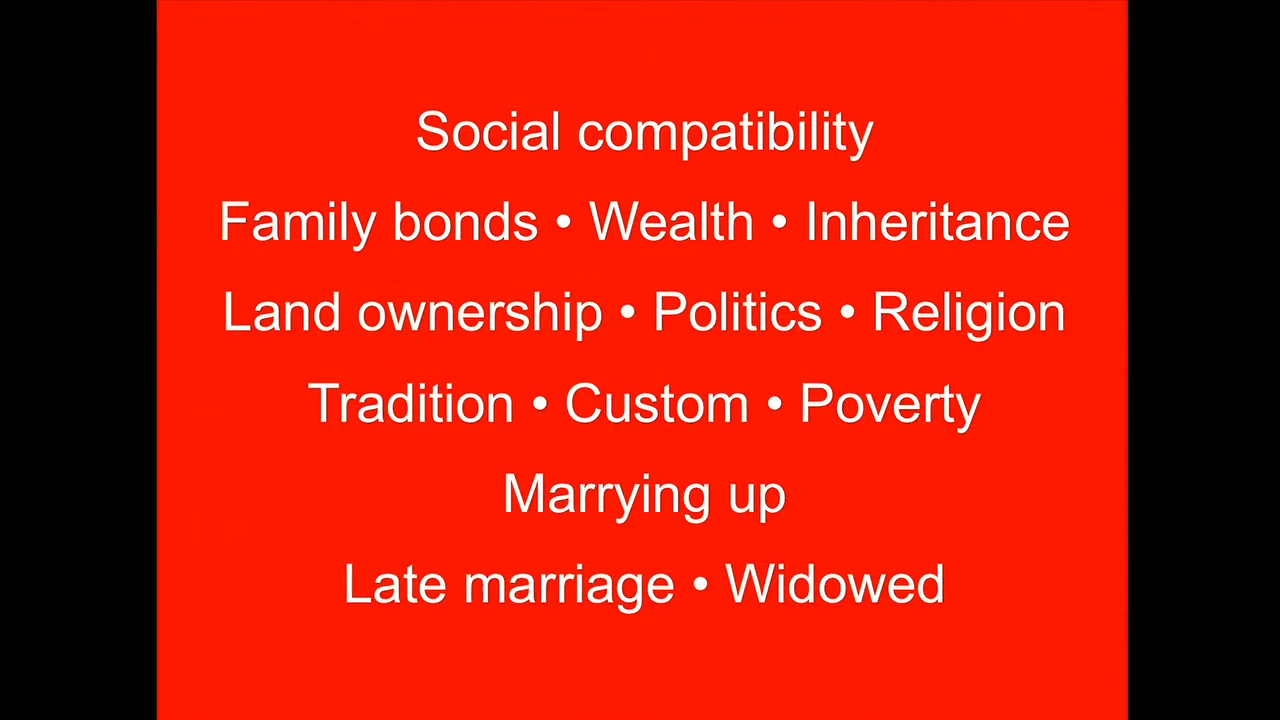 Social compatibility
Family bonds • Wealth • Inheritance
Land ownership • Politics • Religion
Tradition • Custom • Poverty
Marrying up
Late marriage • Widowed